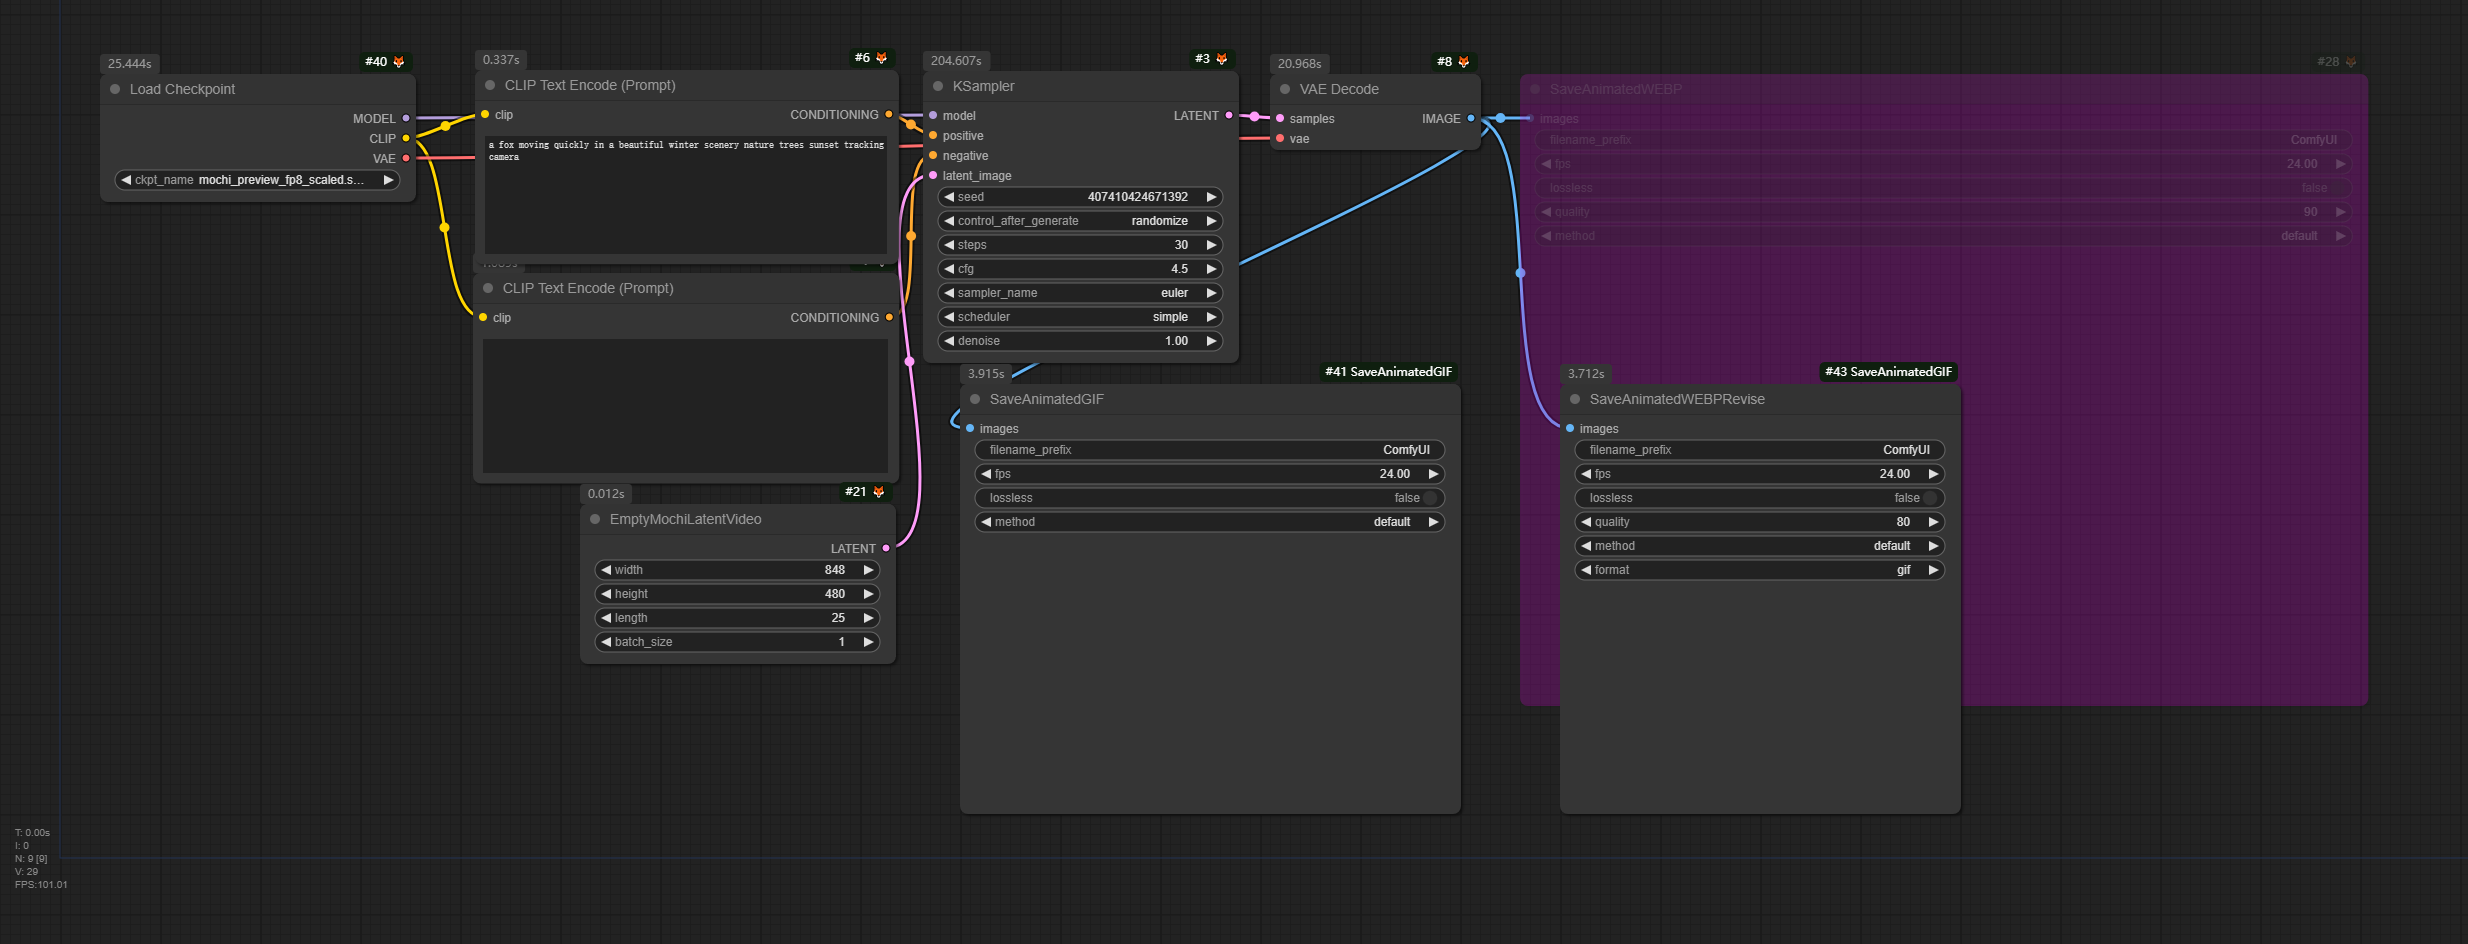 25.444s
#40
Load Checkpoint
MODEL
CLIP
VAE
ckpt_name mochi_preview_fp8_scaled.s...
0.337s
#6
CLIP Text Encode (Prompt)
clip
CONDITIONING
a fox moving quickly in a beautiful winter scenery nature trees sunset tracking
camera
CLIP Text Encode (Prompt)
clip
CONDITIONING
0.012s
#21
EmptyMochiLatentVideo
LATENT
width 848
height 480
length 25
batch_size 1
204.607s
#3
KSampler
model
LATENT
positive
negative
latent_image
seed 407410424671392
control_after_generate randomize
steps 30
cfg 4.5
sampler_name euler
scheduler simple
denoise 1.00
20.968s
#8
VAE Decode
samples
IMAGE
vae
#28
SaveAnimatedWEBP
images
filename_prefix ComfyUI
fps 24.00
lossless false
quality 90
method default
3.915s
#41 SaveAnimatedGIF
SaveAnimatedGIF
images
filename_prefix ComfyUI
fps 24.00
lossless false
method default
3.712s
#43 SaveAnimatedGIF
SaveAnimatedWEBPRevise
images
filename_prefix ComfyUI
fps 24.00
lossless false
quality 80
method default
format gif
T: 0.00s
I: 0
N: 9 [9]
V: 29
FPS:101.01